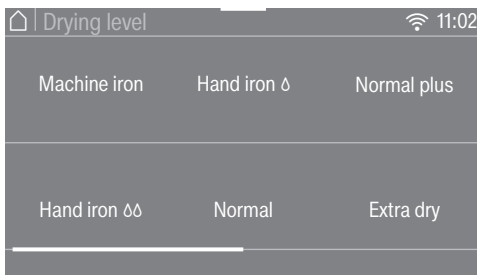 Drying level 11:02
Machine iron Hand iron Normal plus
Hand iron Normal Extra dry